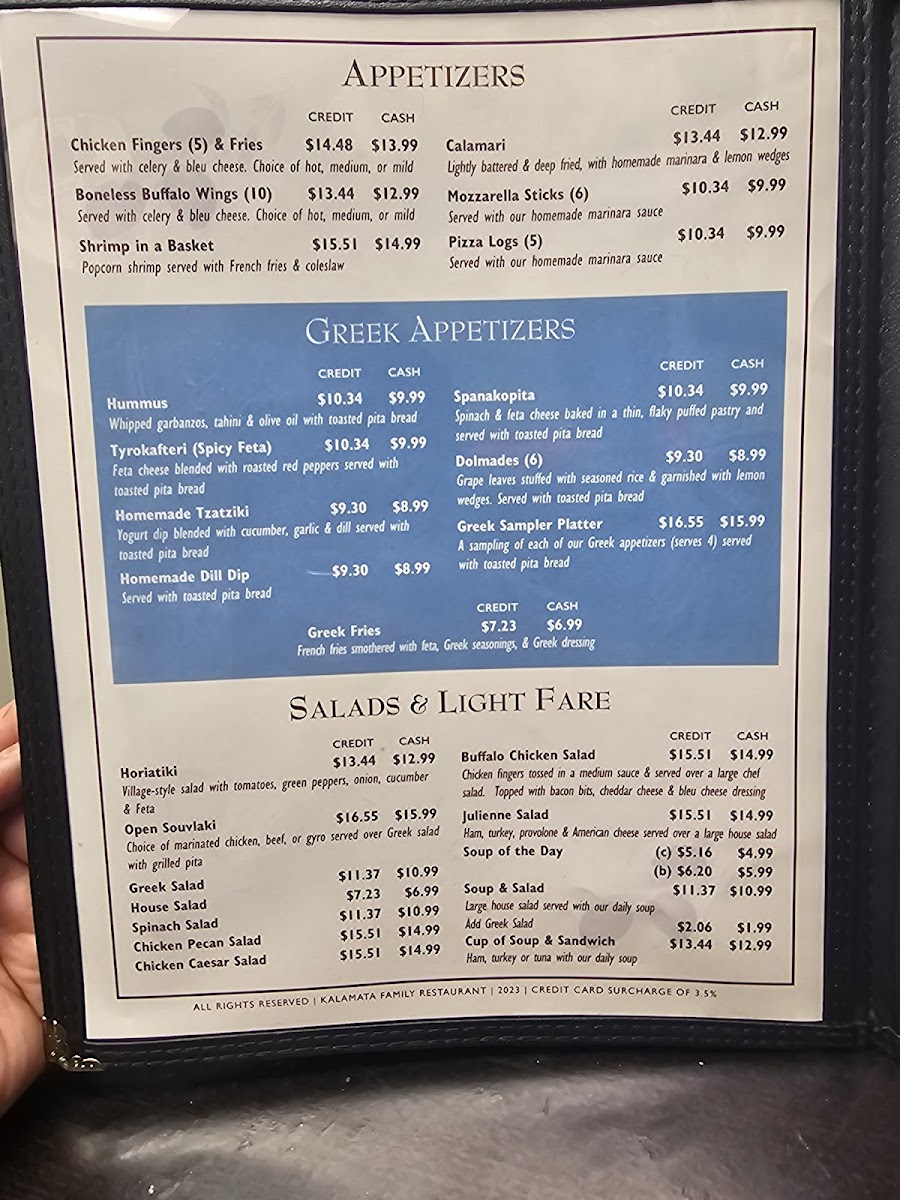 APPETIZERS
CREDIT CASH
Chicken Fingers (5) & Fries $14.48 $13.99
Served with celery & bleu cheese. Choice of hot, medium, or mild
Boneless Buffalo Wings (10) $13.44 $12.99
Served with celery & bleu cheese. Choice of hot, medium, or mild
Shrimp in a Basket $15.51 $14.99
Popcorn shrimp served with French fries & coleslaw
CREDIT CASH
Calamari $13.44 $12.99
Lightly battered & deep fried, with homemade marinara & lemon wedges
Mozzarella Sticks (6) $10.34 $9.99
Served with our homemade marinara sauce
Pizza Logs (5) $10.34 $9.99
Served with our homemade marinara sauce
GREEK APPETIZERS
CREDIT CASH
Hummus $10.34 $9.99
Whipped garbanzos, tahini & olive oil with toasted pita bread
Tyrokafteri (Spicy Feta) $10.34 $9.99
Feta cheese blended with roasted red peppers served with
toasted pita bread
Homemade Tzatziki $9.30 $8.99
Yogurt dip blended with cucumber, garlic & dill served with
toasted pita bread
Homemade Dill Dip $9.30 $8.99
Served with toasted pita bread
CREDIT CASH
Spanakopita $10.34 $9.99
Spinach & feta cheese baked in a thin, flaky puffed pastry and
served with toasted pita bread
Dolmades (6) $9.30 $8.99
Grape leaves stuffed with seasoned rice & garnished with lemon
wedges. Served with toasted pita bread
Greek Sampler Platter $16.55 $15.99
A sampling of each of our Greek appetizers (serves 4) served
with toasted pita bread
CREDIT CASH
Greek Fries $7.23 $6.99
French fries smothered with feta, Greek seasonings, & Greek dressing
SALADS & LIGHT FARE
CREDIT CASH
Horiatiki $13.44 $12.99
Village-style salad with tomatoes, green peppers, onion, cucumber
& Feta
Open Souvlaki $16.55 $15.99
Choice of marinated chicken, beef, or gyro served over Greek salad
with grilled pita
Greek Salad $11.37 $10.99
House Salad $7.23 $6.99
Spinach Salad $11.37 $10.99
Chicken Pecan Salad $15.51 $14.99
Chicken Caesar Salad $15.51 $14.99
CREDIT CASH
Buffalo Chicken Salad $15.51 $14.99
Chicken fingers tossed in a medium sauce & served over a large chef
salad. Topped with bacon bits, cheddar cheese & bleu cheese dressing
Julienne Salad $15.51 $14.99
Ham, turkey, provolone & American cheese served over a large house salad
Soup of the Day (c) $5.16 $4.99
(b) $6.20 $5.99
Soup & Salad $11.37 $10.99
Large house salad served with our daily soup
Add Greek Salad $2.06 $1.99
Cup of Soup & Sandwich $13.44 $12.99
Ham, turkey or tuna with our daily soup
ALL RIGHTS RESERVED | KALAMATA FAMILY RESTAURANT | 2023 | CREDIT CARD SURCHARGE OF 3.5%